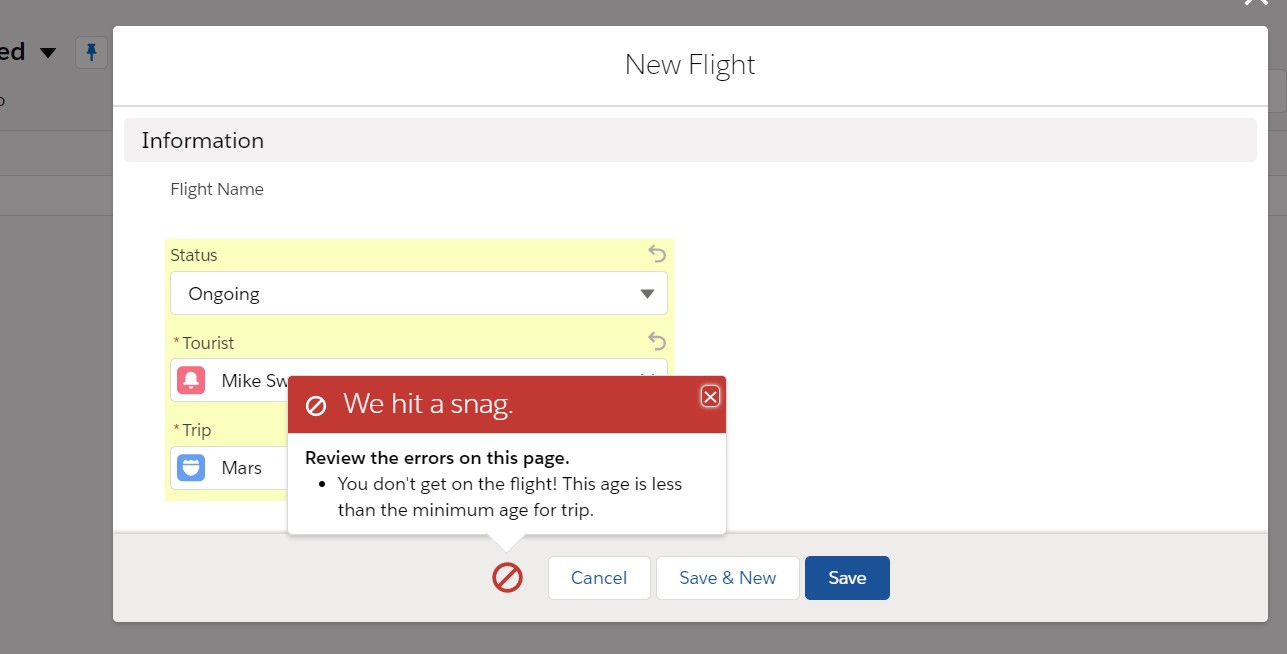 ed
New Flight
Information
Flight Name
Status
Ongoing
* Tourist
Mike
* Trip
Mars
We hit a snag.
Review the errors on this page.
• You don't get on the flight! This age is less
than the minimum age for trip.
Cancel
Save & New
Save